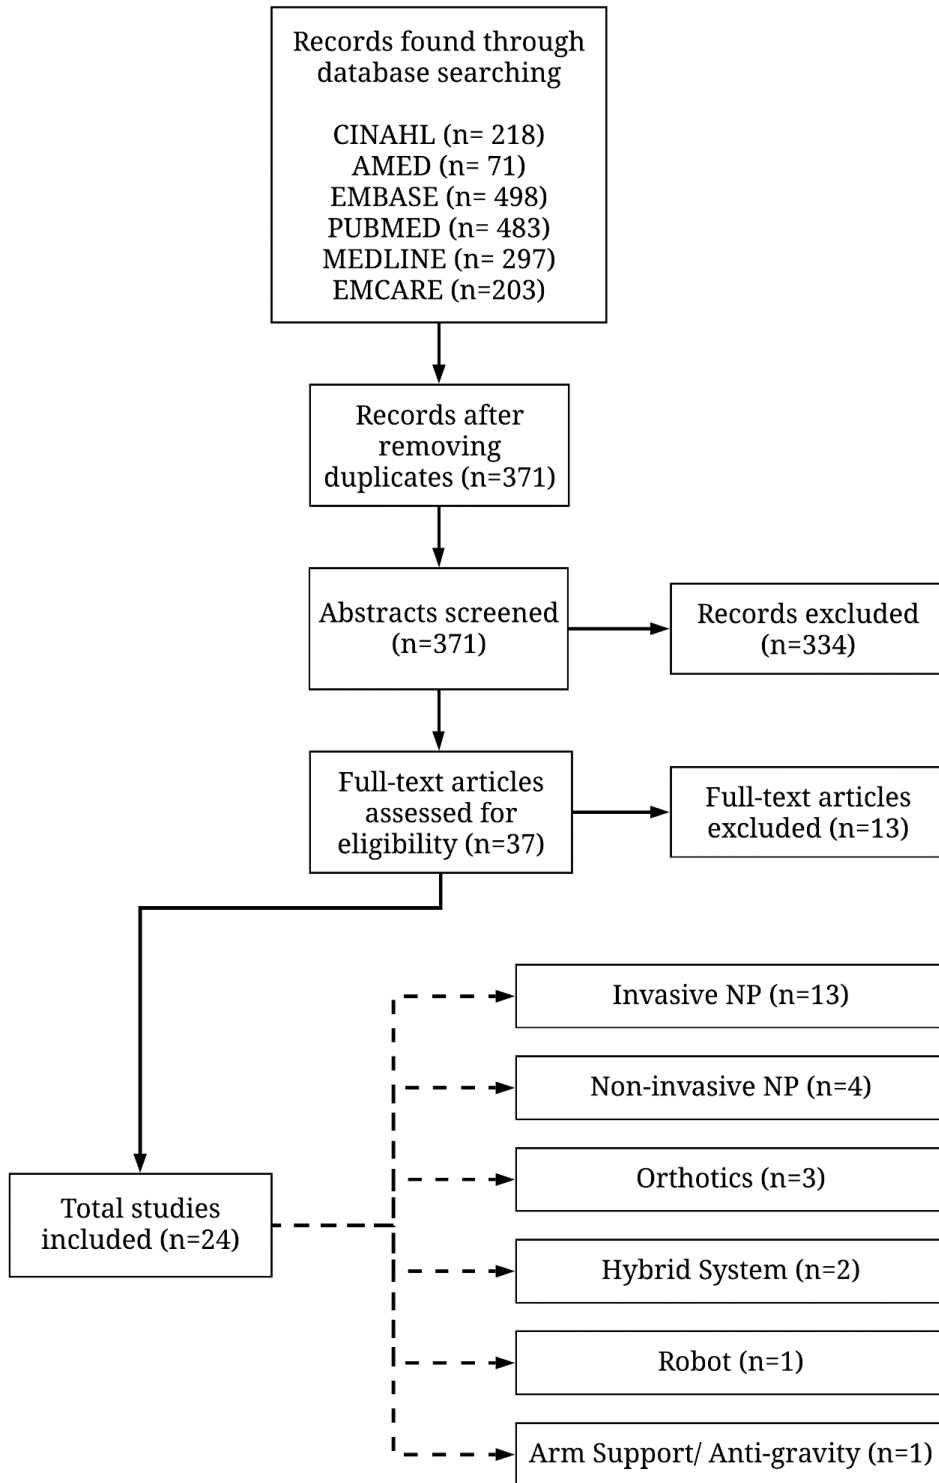 Records found through
database searching
CINAHL (n= 218)
AMED (n= 71)
EMBASE (n= 498)
PUBMED (n= 483)
MEDLINE (n= 297)
EMCARE (n=203)
Records after
removing
duplicates (n=371)
Abstracts screened
(n=371)
Records excluded
(n=334)
Full-text articles
assessed for
eligibility (n=37)
Full-text articles
excluded (n=13)
Total studies
included (n=24)
Invasive NP (n=13)
Non-invasive NP (n=4)
Orthotics (n=3)
Hybrid System (n=2)
Robot (n=1)
Arm Support/ Anti-gravity (n=1)